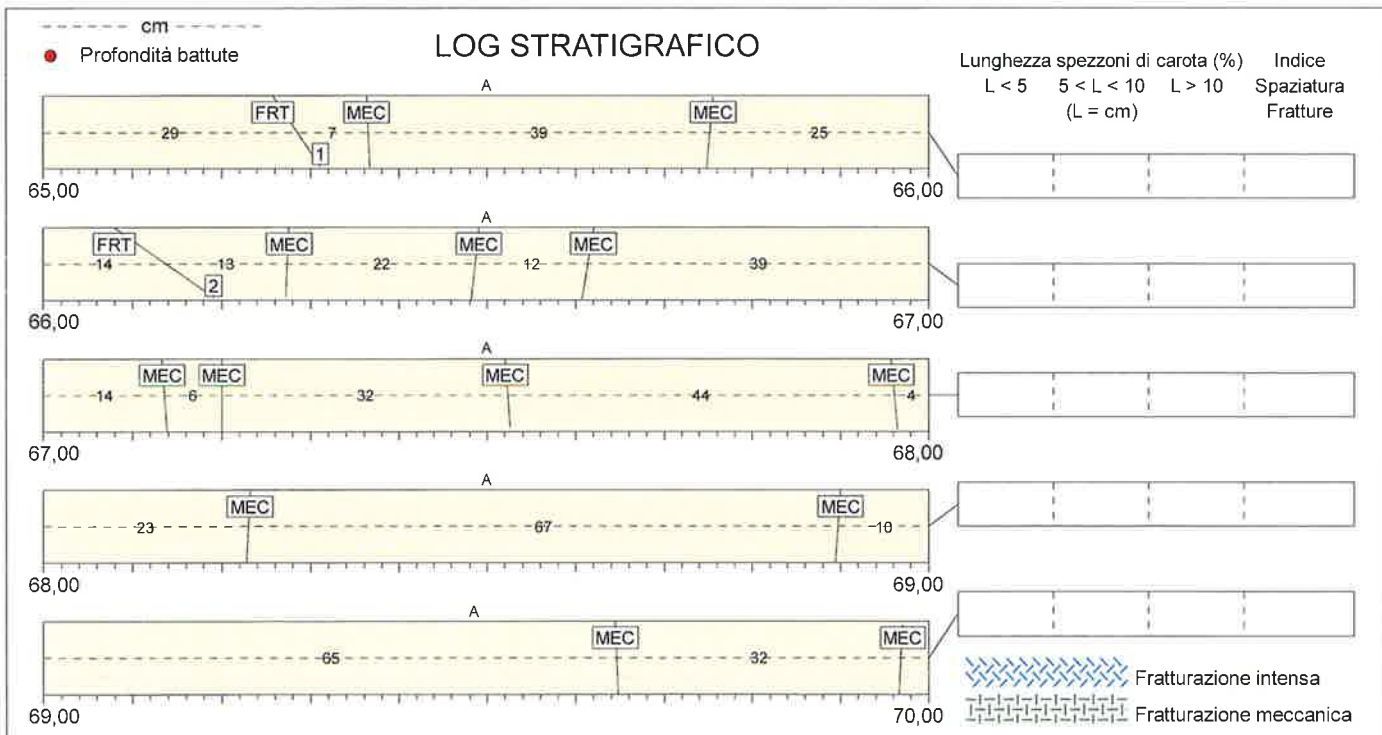 cm
Profondità battute
LOG STRATIGRAFICO
Lunghezza spezzoni di carota (%) Indice
L < 5 5 < L < 10 L > 10 Spaziatura
(L = cm) Fratture
A
FRT MEC MEC
29 7 39 25
1
65,00 66,00
A
FRT MEC MEC MEC
14 13 22 12 39
2
66,00 67,00
A
MEC MEC MEC MEC
14 6 32 44 4
67,00 68,00
A
MEC MEC
23 67 10
68,00 69,00
A
MEC MEC
65 32
69,00 70,00
Fratturazione intensa
Fratturazione meccanica